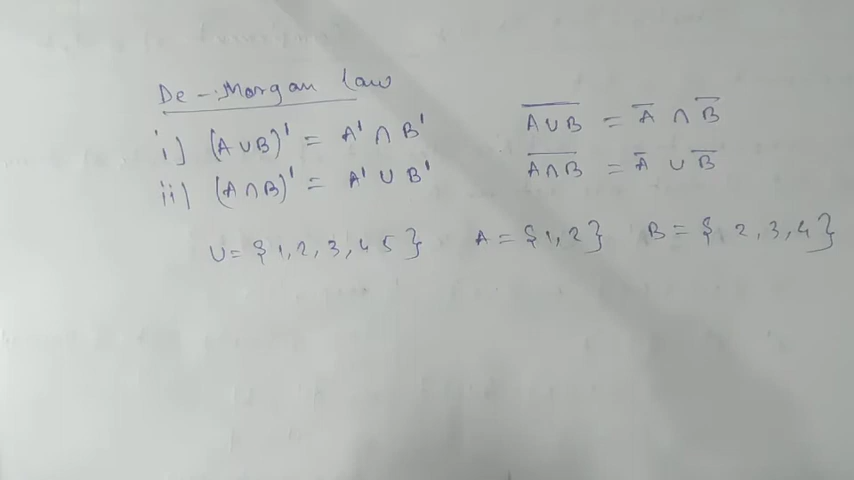 De-Morgan Law
i) (A∪B)' = A' ∩ B' $\overline{A∪B}$ = $\overline{A}$ ∩ $\overline{B}$
ii) (A∩B)' = A' ∪ B' $\overline{A∩B}$ = $\overline{A}$ ∪ $\overline{B}$
U = {1, 2, 3, 4 5} A = {1, 2} B = { 2, 3, 4}